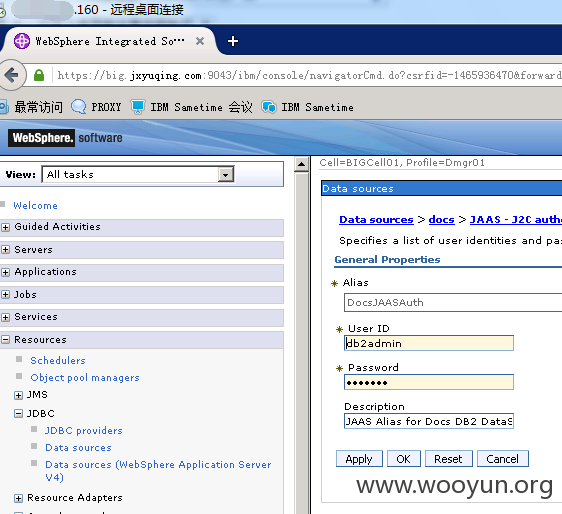 .160 - 远程桌面连接
WebSphere Integrated So⋯ ×
https://big.jxyuqing.com:9043/ibm/console/navigatorCmd.do?csrfid=-1465936470&forward
最常访问 PROXY IBM Sametime 会议 IBM Sametime
WebSphere. software
View: All tasks
Welcome
Guided Activities
Servers
Applications
Jobs
Services
Resources
Schedulers
Object pool managers
JMS
JDBC
JDBC providers
Data sources
Data sources (WebSphere Application Server
V4)
Resource Adapters
Cell=BIGCell01, Profile=Dmgr01
Data sources
Data sources > docs > JAAS - J2C auth
Specifies a list of user identities and pa
General Properties
Alias
DocsJAASAuth
User ID
db2admin
Password
•••••••
Description
JAAS Alias for Docs DB2 DataS
Apply OK Reset Cancel
www.wooyun.org